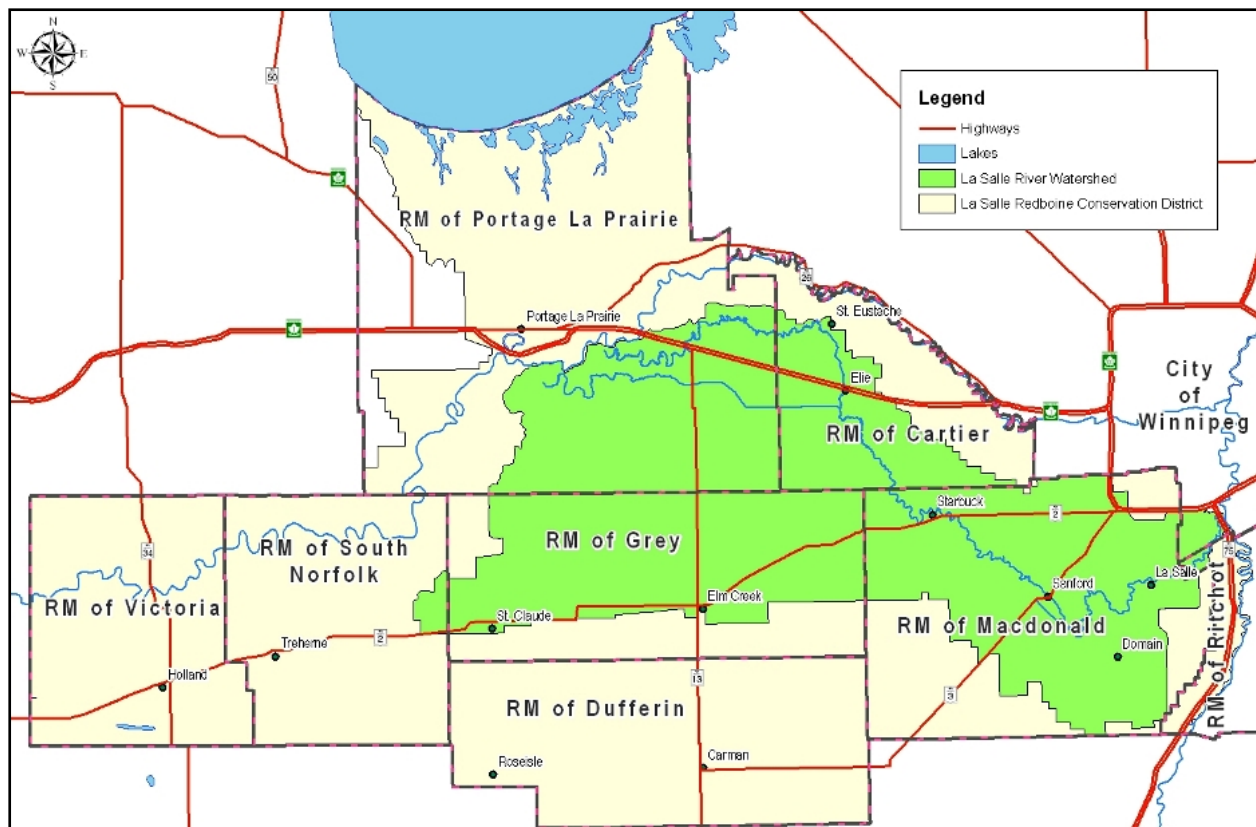 N
W E
S
50
Legend
Highways
Lakes
La Salle River Watershed
La Salle Redboine Conservation District
RM of Portage La Prairie
26
Portage La Prairie
St. Eustache
City
of
Winnipeg
Elie
RM of Cartier
Starbuck
2
RM of South
Norfolk
RM of Grey
34
75
La Salle
Sanford
RM of Victoria
Elm Creek
St. Claude
RM of Macdonald
RM of Ritchot
2
Treherne
Domain
Holland
13
3
RM of Dufferin
Carman
Roseisle